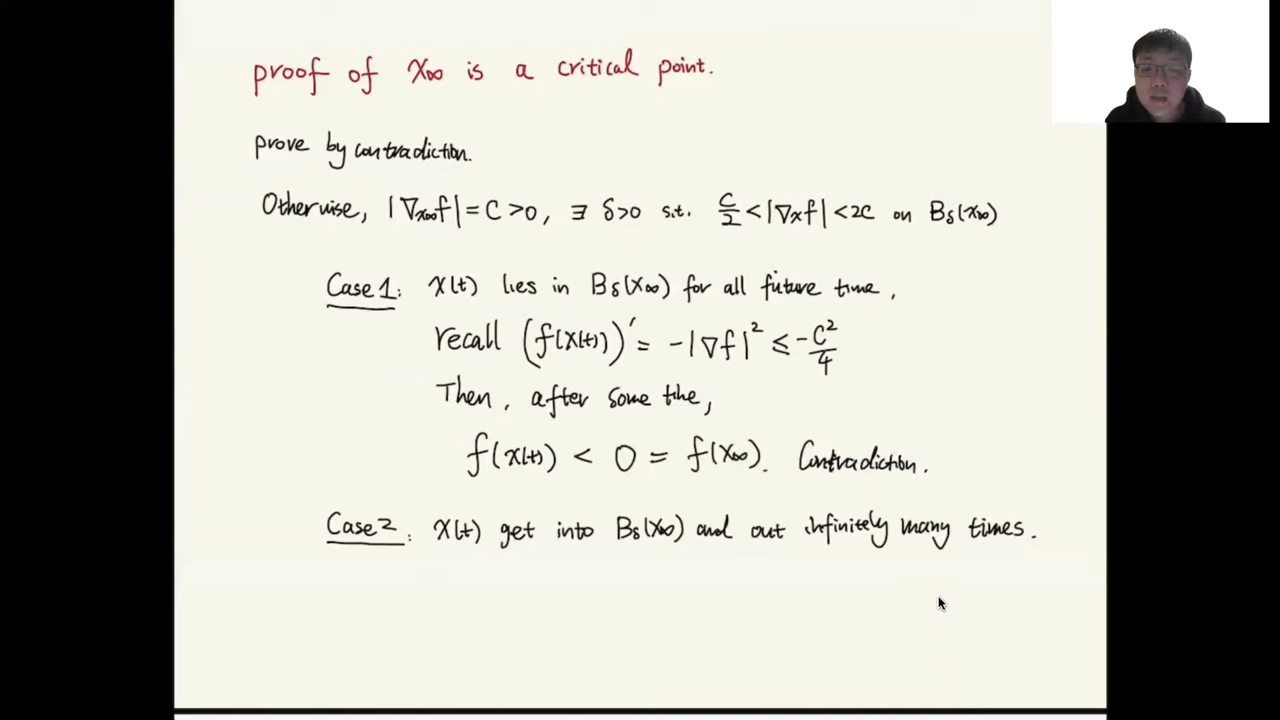 proof of x∞ is a critical point.
prove by contradiction.
Otherwise, |∇x∞f| = C > 0, ∃ δ>0 s.t. C/2 < |∇xf| < 2C on Bδ(x∞)
Case 1: x(t) lies in Bδ(x∞) for all future time,
recall (f(x(t)))' = -|∇f|² ≤ -C²/4
Then, after some time,
f(x(t)) < 0 = f(x∞). Contradiction.
Case 2: x(t) get into Bδ(x∞) and out infinitely many times.